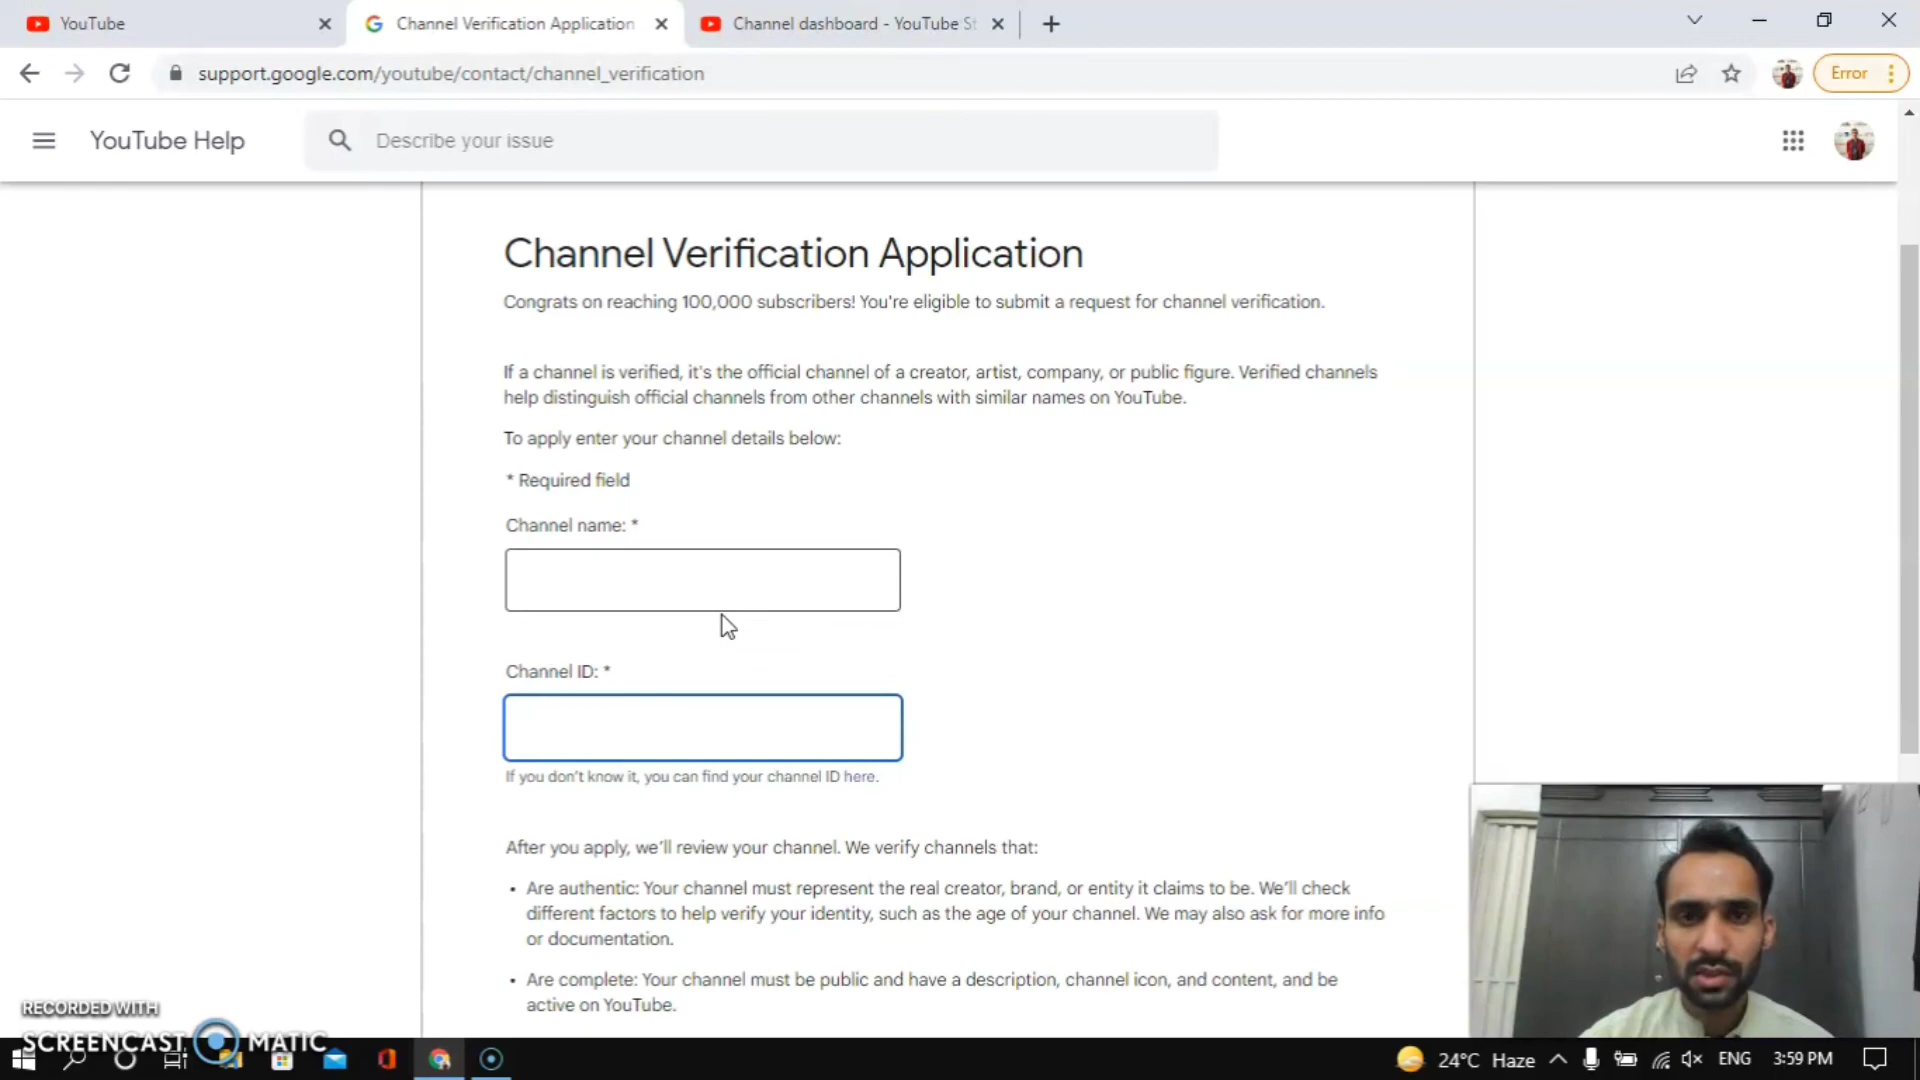 YouTube
Channel Verification Application
Channel dashboard - YouTube St
support.google.com/youtube/contact/channel_verification
Error
YouTube Help
Describe your issue
Channel Verification Application
Congrats on reaching 100,000 subscribers! You're eligible to submit a request for channel verification.
If a channel is verified, it's the official channel of a creator, artist, company, or public figure. Verified channels
help distinguish official channels from other channels with similar names on YouTube.
To apply enter your channel details below:
* Required field
Channel name: *
Channel ID: *
If you don't know it, you can find your channel ID here.
After you apply, we'll review your channel. We verify channels that:
• Are authentic: Your channel must represent the real creator, brand, or entity it claims to be. We'll check
different factors to help verify your identity, such as the age of your channel. We may also ask for more info
or documentation.
• Are complete: Your channel must be public and have a description, channel icon, and content, and be
active on YouTube.
RECORDED WITH
SCREENCAST MATIC
24°C Haze
ENG
3:59 PM